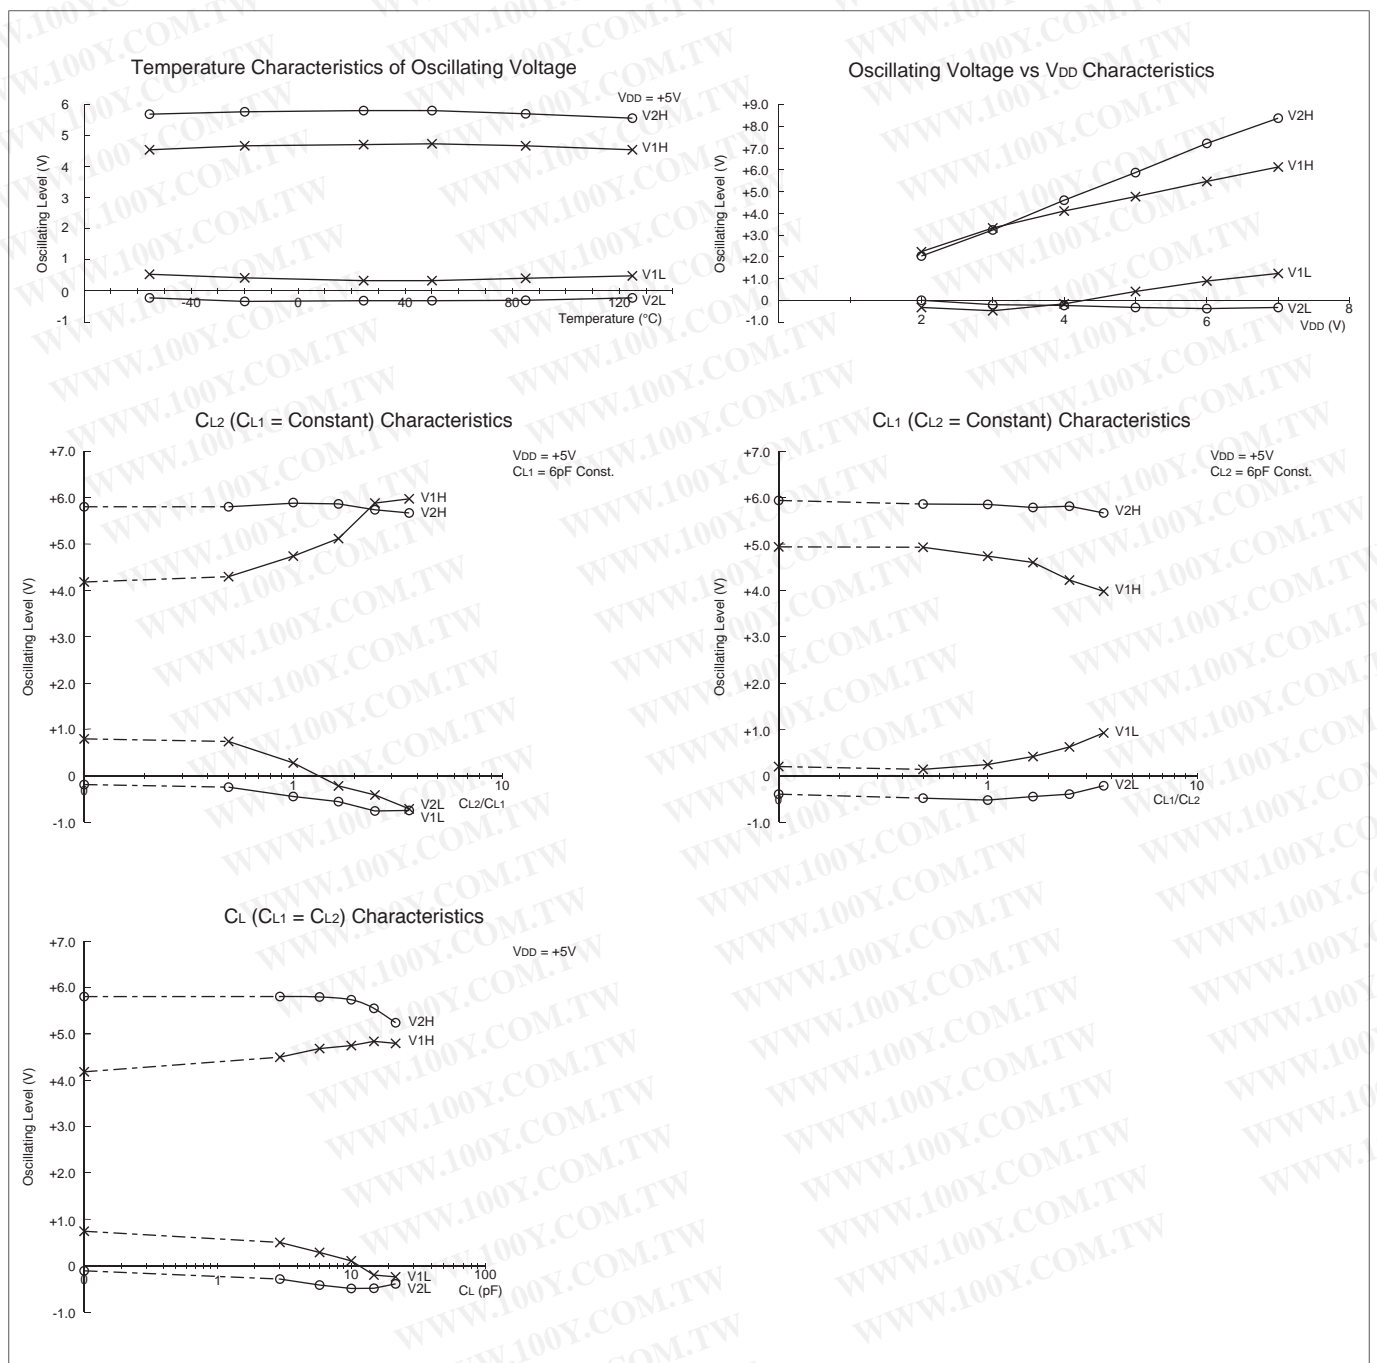 Temperature Characteristics of Oscillating Voltage
VDD = +5V
Oscillating Level (V)
6
5
4
3
2
1
0
-1
-40
0
40
80
120
Temperature (°C)
V2H
V1H
V1L
V2L
Oscillating Voltage vs VDD Characteristics
Oscillating Level (V)
+9.0
+8.0
+7.0
+6.0
+5.0
+4.0
+3.0
+2.0
+1.0
0
-1.0
2
4
6
8
VDD (V)
V2H
V1H
V1L
V2L
CL2 (CL1 = Constant) Characteristics
VDD = +5V
CL1 = 6pF Const.
Oscillating Level (V)
+7.0
+6.0
+5.0
+4.0
+3.0
+2.0
+1.0
0
-1.0
0
1
10
CL2/CL1
V1H
V2H
V2L
V1L
CL1 (CL2 = Constant) Characteristics
VDD = +5V
CL2 = 6pF Const.
Oscillating Level (V)
+7.0
+6.0
+5.0
+4.0
+3.0
+2.0
+1.0
0
-1.0
0
1
10
CL1/CL2
V2H
V1H
V1L
V2L
CL (CL1 = CL2) Characteristics
VDD = +5V
Oscillating Level (V)
+7.0
+6.0
+5.0
+4.0
+3.0
+2.0
+1.0
0
-1.0
0
1
10
100
CL (pF)
V2H
V1H
V1L
V2L
WWW.100Y.COM.TW